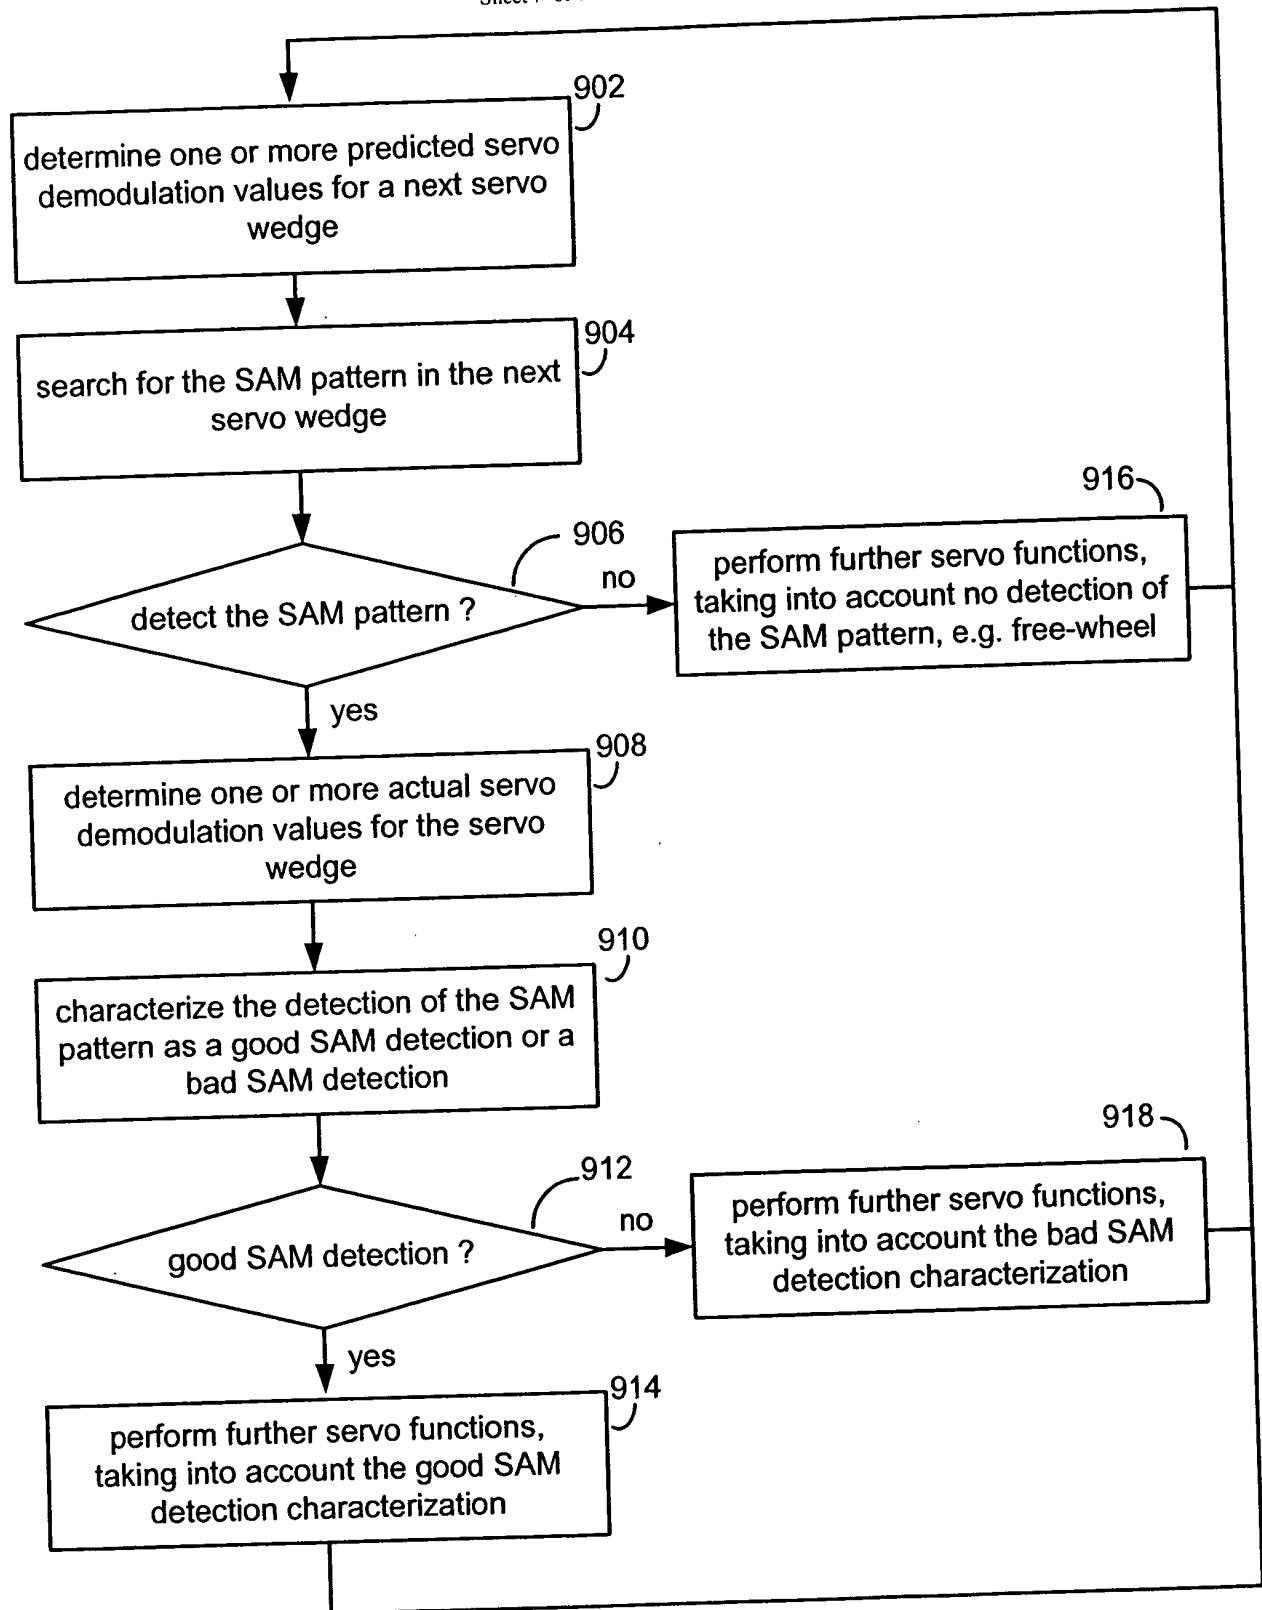 902
determine one or more predicted servo
demodulation values for a next servo
wedge
904
search for the SAM pattern in the next
servo wedge
906
detect the SAM pattern ?
no
916
perform further servo functions,
taking into account no detection of
the SAM pattern, e.g. free-wheel
yes
908
determine one or more actual servo
demodulation values for the servo
wedge
910
characterize the detection of the SAM
pattern as a good SAM detection or a
bad SAM detection
912
good SAM detection ?
no
918
perform further servo functions,
taking into account the bad SAM
detection characterization
yes
914
perform further servo functions,
taking into account the good SAM
detection characterization